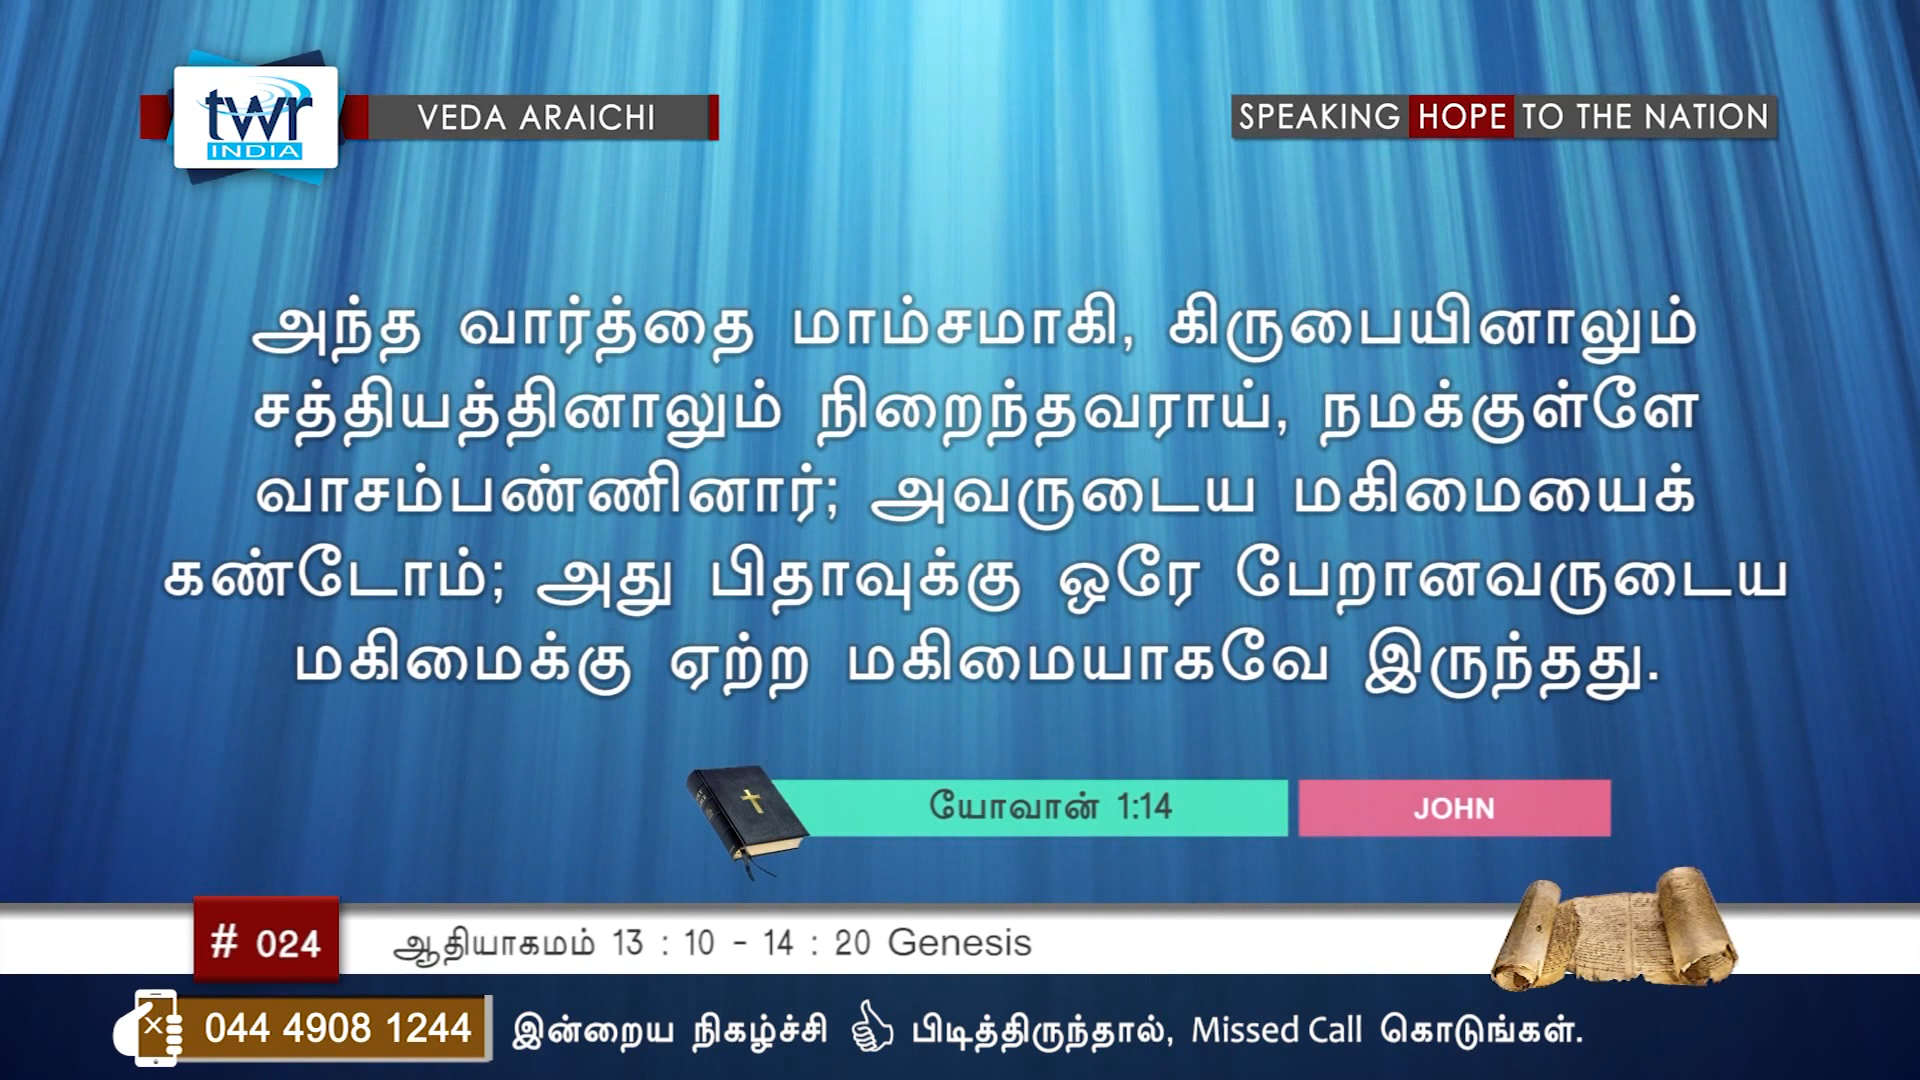 twr
INDIA
VEDA ARAICHI
SPEAKING HOPE TO THE NATION
அந்த வார்த்தை மாம்சமாகி, கிருபையினாலும்
சத்தியத்தினாலும் நிறைந்தவராய், நமக்குள்ளே
வாசம்பண்ணினார்; அவருடைய மகிமையைக்
கண்டோம்; அது பிதாவுக்கு ஒரே பேறானவருடைய
மகிமைக்கு ஏற்ற மகிமையாகவே இருந்தது.
யோவான் 1:14
JOHN
# 024
ஆதியாகமம் 13 : 10 - 14 : 20 Genesis
044 4908 1244
இன்றைய நிகழ்ச்சி பிடித்திருந்தால், Missed Call கொடுங்கள்.